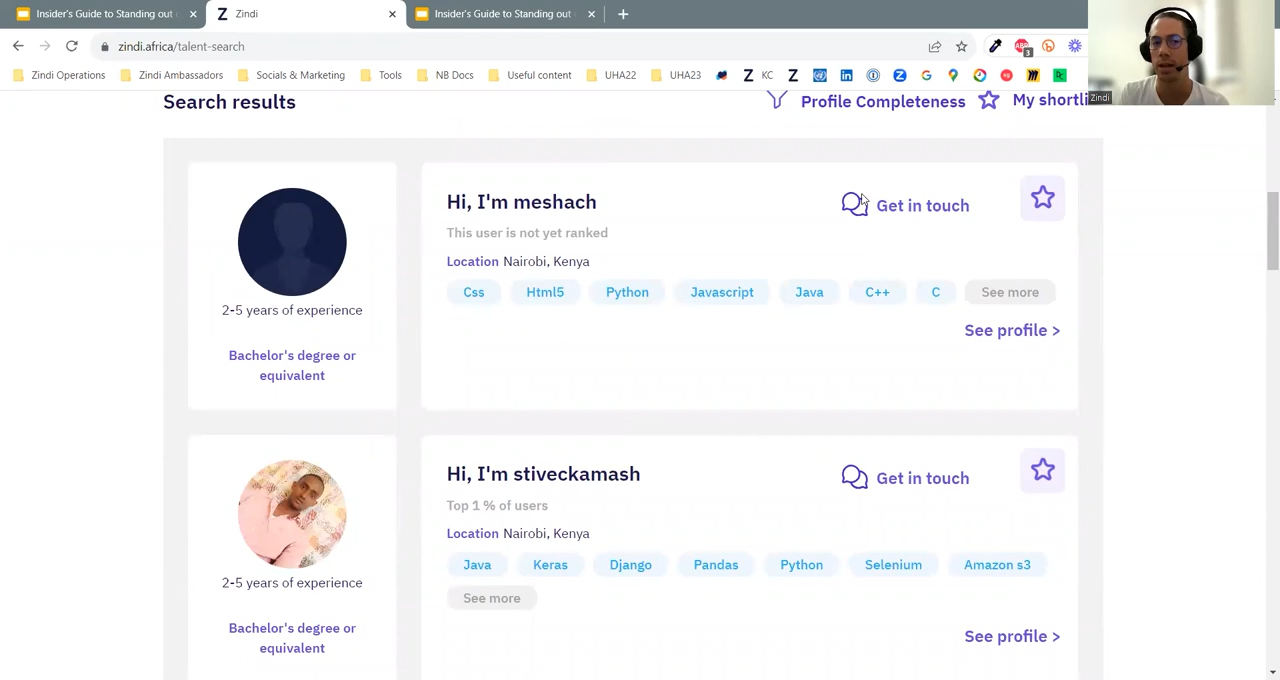 Insider's Guide to Standing out
Zindi
Insider's Guide to Standing out
zindi.africa/talent-search
Zindi Operations
Zindi Ambassadors
Socials & Marketing
Tools
NB Docs
Useful content
UHA22
UHA23
KC
Zindi
Search results
Profile Completeness
My shortli
Hi, I'm meshach
Get in touch
This user is not yet ranked
Location Nairobi, Kenya
2-5 years of experience
Css
Html5
Python
Javascript
Java
C++
C
See more
See profile >
Bachelor's degree or
equivalent
Hi, I'm stiveckamash
Get in touch
Top 1 % of users
Location Nairobi, Kenya
2-5 years of experience
Java
Keras
Django
Pandas
Python
Selenium
Amazon s3
See more
See profile >
Bachelor's degree or
equivalent